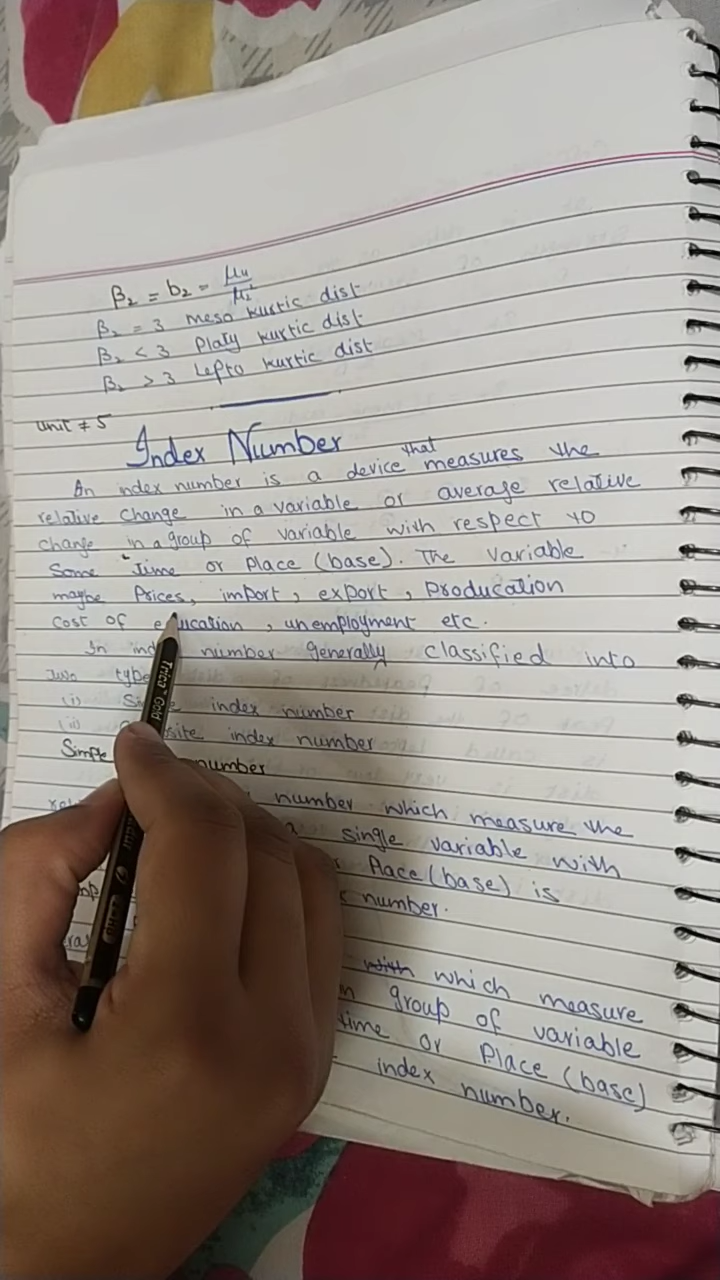 β₂ = b₂ = μ₄/μ₂²
β₂ = 3 meso kurtic dist
β₂ < 3 Platy kurtic dist
β₂ > 3 Lepto kurtic dist
Unit # 5
Index Number
An index number is a device that measures the
relative change in a variable or average relative
change in a group of variable with respect to
Some Time or Place (base). The variable
maybe Prices, import, export, Producation
cost of education, unemployment etc.
In number generally classified into
Two
(i) index number
(ii) index number
number
number which measure the
single variable with
Place (base) is
number.
with which measure
group of variable
time or Place (base)
index number.
Trica Gold